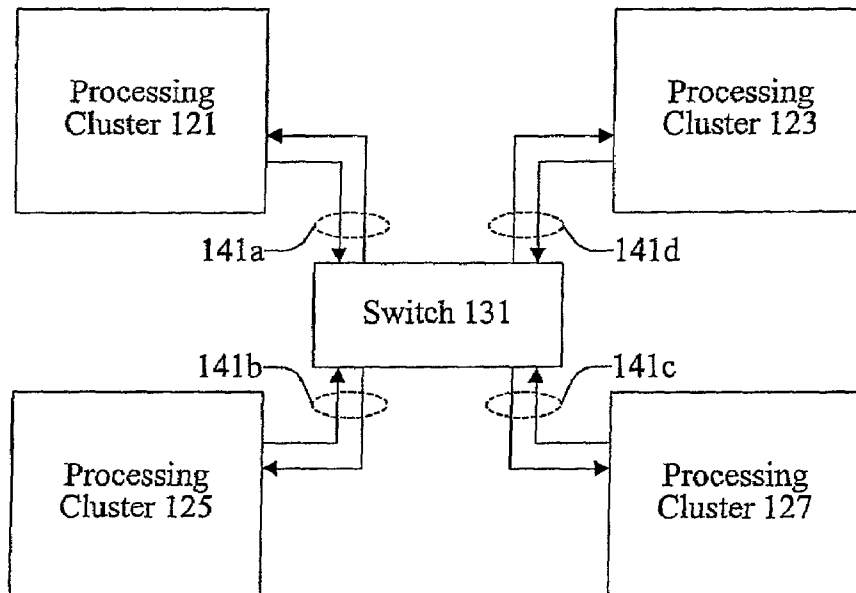 Processing
Cluster 121
Processing
Cluster 123
141a
141d
Switch 131
141b
141c
Processing
Cluster 125
Processing
Cluster 127